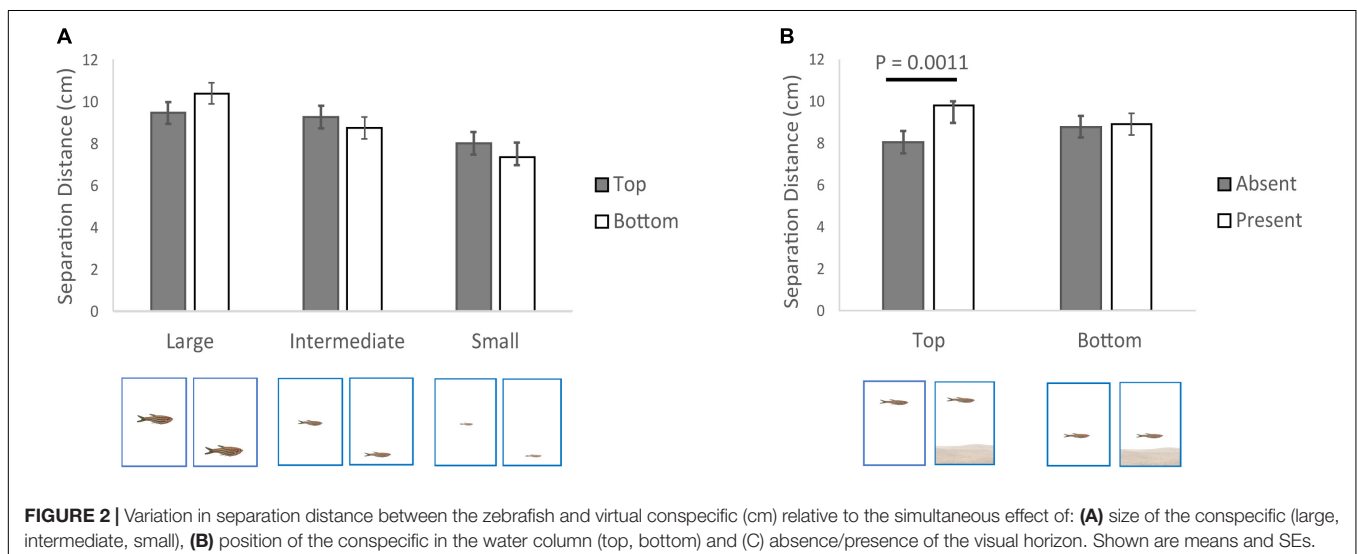 A
Separation Distance (cm)
12
10
8
6
4
2
0
Large Intermediate Small
Top
Bottom
B
Separation Distance (cm)
12
10
8
6
4
2
0
P = 0.0011
Top Bottom
Absent
Present
FIGURE 2 | Variation in separation distance between the zebrafish and virtual conspecific (cm) relative to the simultaneous effect of: (A) size of the conspecific (large,
intermediate, small), (B) position of the conspecific in the water column (top, bottom) and (C) absence/presence of the visual horizon. Shown are means and SEs.